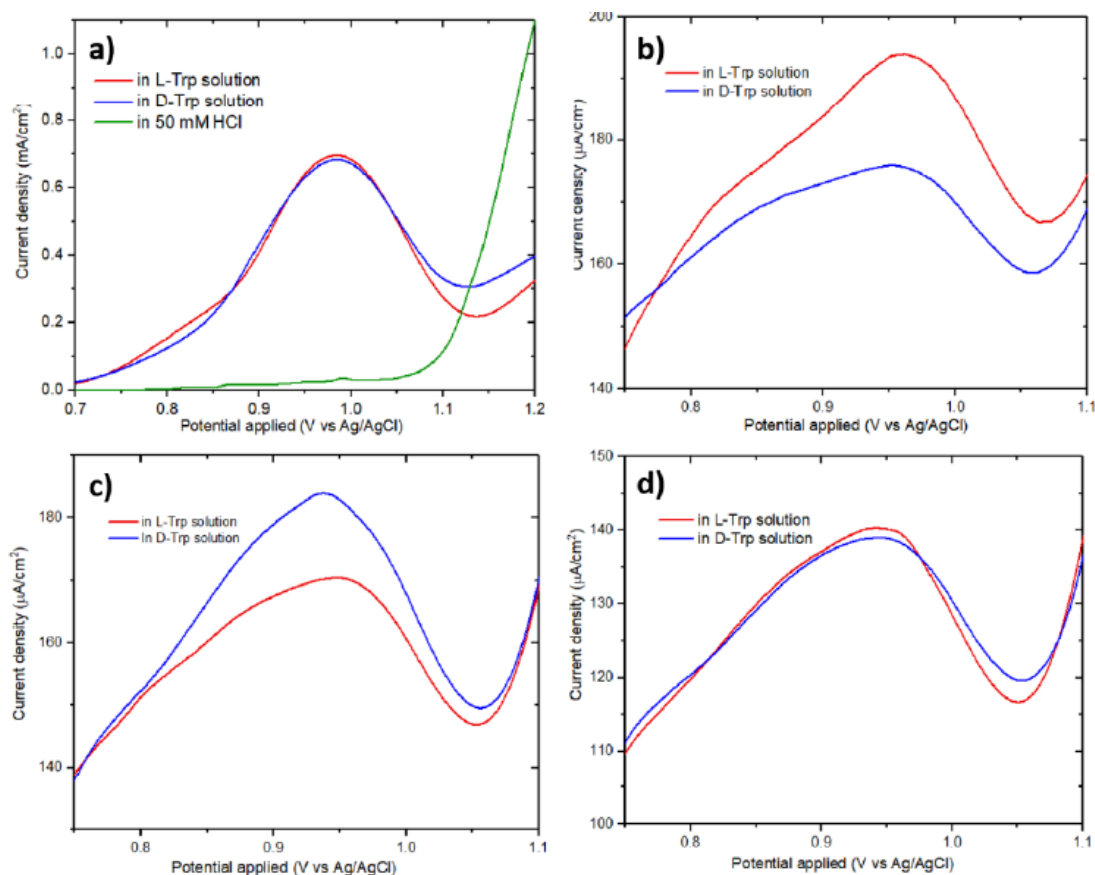 a)
in L-Trp solution
in D-Trp solution
in 50 mM HCl
Current density (mA/cm²)
1.0
0.8
0.6
0.4
0.2
0.0
0.7 0.8 0.9 1.0 1.1 1.2
Potential applied (V vs Ag/AgCl)
b)
in L-Trp solution
in D-Trp solution
Current density (µA/cm²)
200
180
160
140
0.8 0.9 1.0 1.1
Potential applied (V vs Ag/AgCl)
c)
in L-Trp solution
In D-Trp solution
Current density (µA/cm²)
180
160
140
0.8 0.9 1.0 1.1
Potential applied (V vs Ag/AgCl)
d)
in L-Trp solution
in D-Trp solution
Current density (µA/cm²)
150
140
130
120
110
100
0.8 0.9 1.0 1.1
Potential applied (V vs Ag/AgCl)